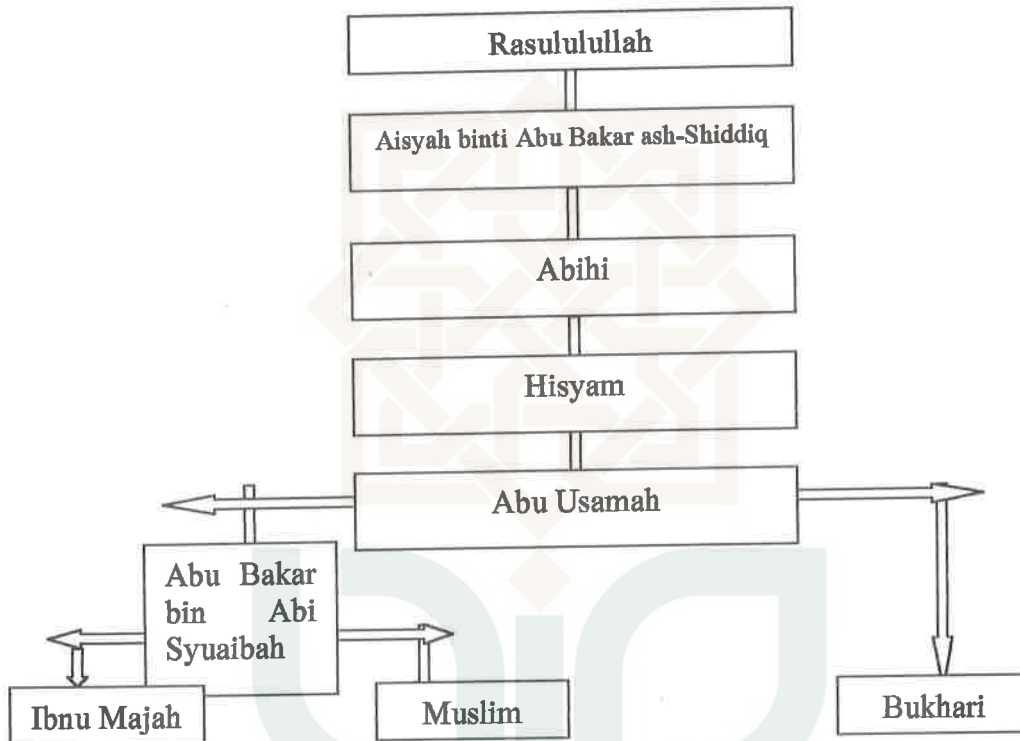 Rasululullah
Aisyah binti Abu Bakar ash-Shiddiq
Abihi
Hisyam
Abu Usamah
Abu Bakar
bin Abi
Syuaibah
Ibnu Majah
Muslim
Bukhari